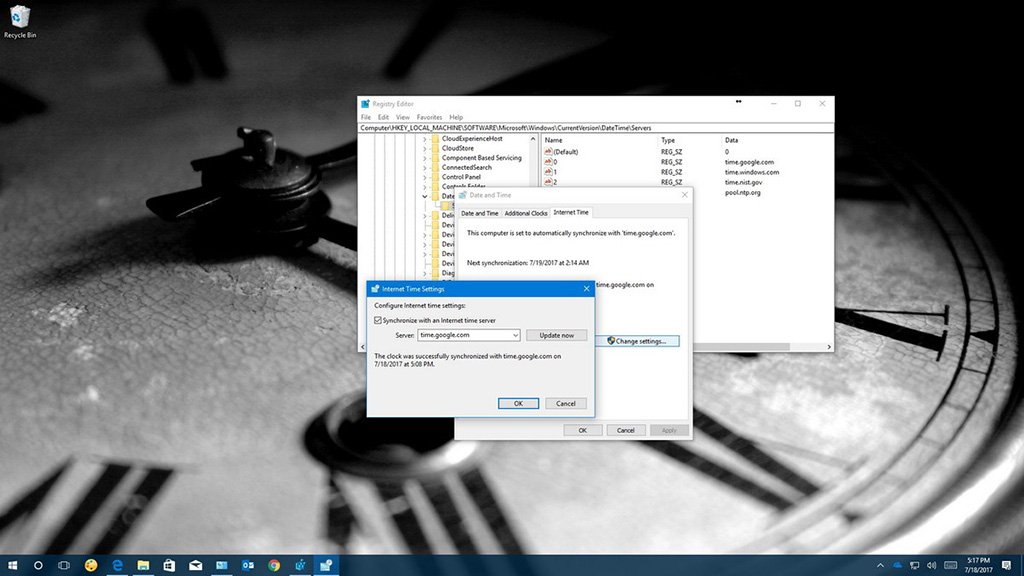 Recycle Bin
Registry Editor
File Edit View Favorites Help
Computer\HKEY_LOCAL_MACHINE\SOFTWARE\Microsoft\Windows\CurrentVersion\DateTime\Servers
CloudExperienceHost
CloudStore
Component Based Servicing
ConnectedSearch
Control Panel
Controls Folder
Date
Deli
Devi
Devi
Devi
Devi
Devi
Diag
Name Type Data
(Default) REG_SZ 0
0 REG_SZ time.google.com
1 REG_SZ time.windows.com
2 REG_SZ time.nist.gov
pool.ntp.org
Date and Time
Date and Time Additional Clocks Internet Time
This computer is set to automatically synchronize with 'time.google.com'.
Next synchronization: 7/19/2017 at 2:14 AM
time.google.com on
Change settings...
OK Cancel Apply
Internet Time Settings
Configure Internet time settings:
Synchronize with an Internet time server
Server: time.google.com Update now
The clock was successfully synchronized with time.google.com on
7/18/2017 at 5:08 PM.
OK Cancel
5:17 PM
7/18/2017